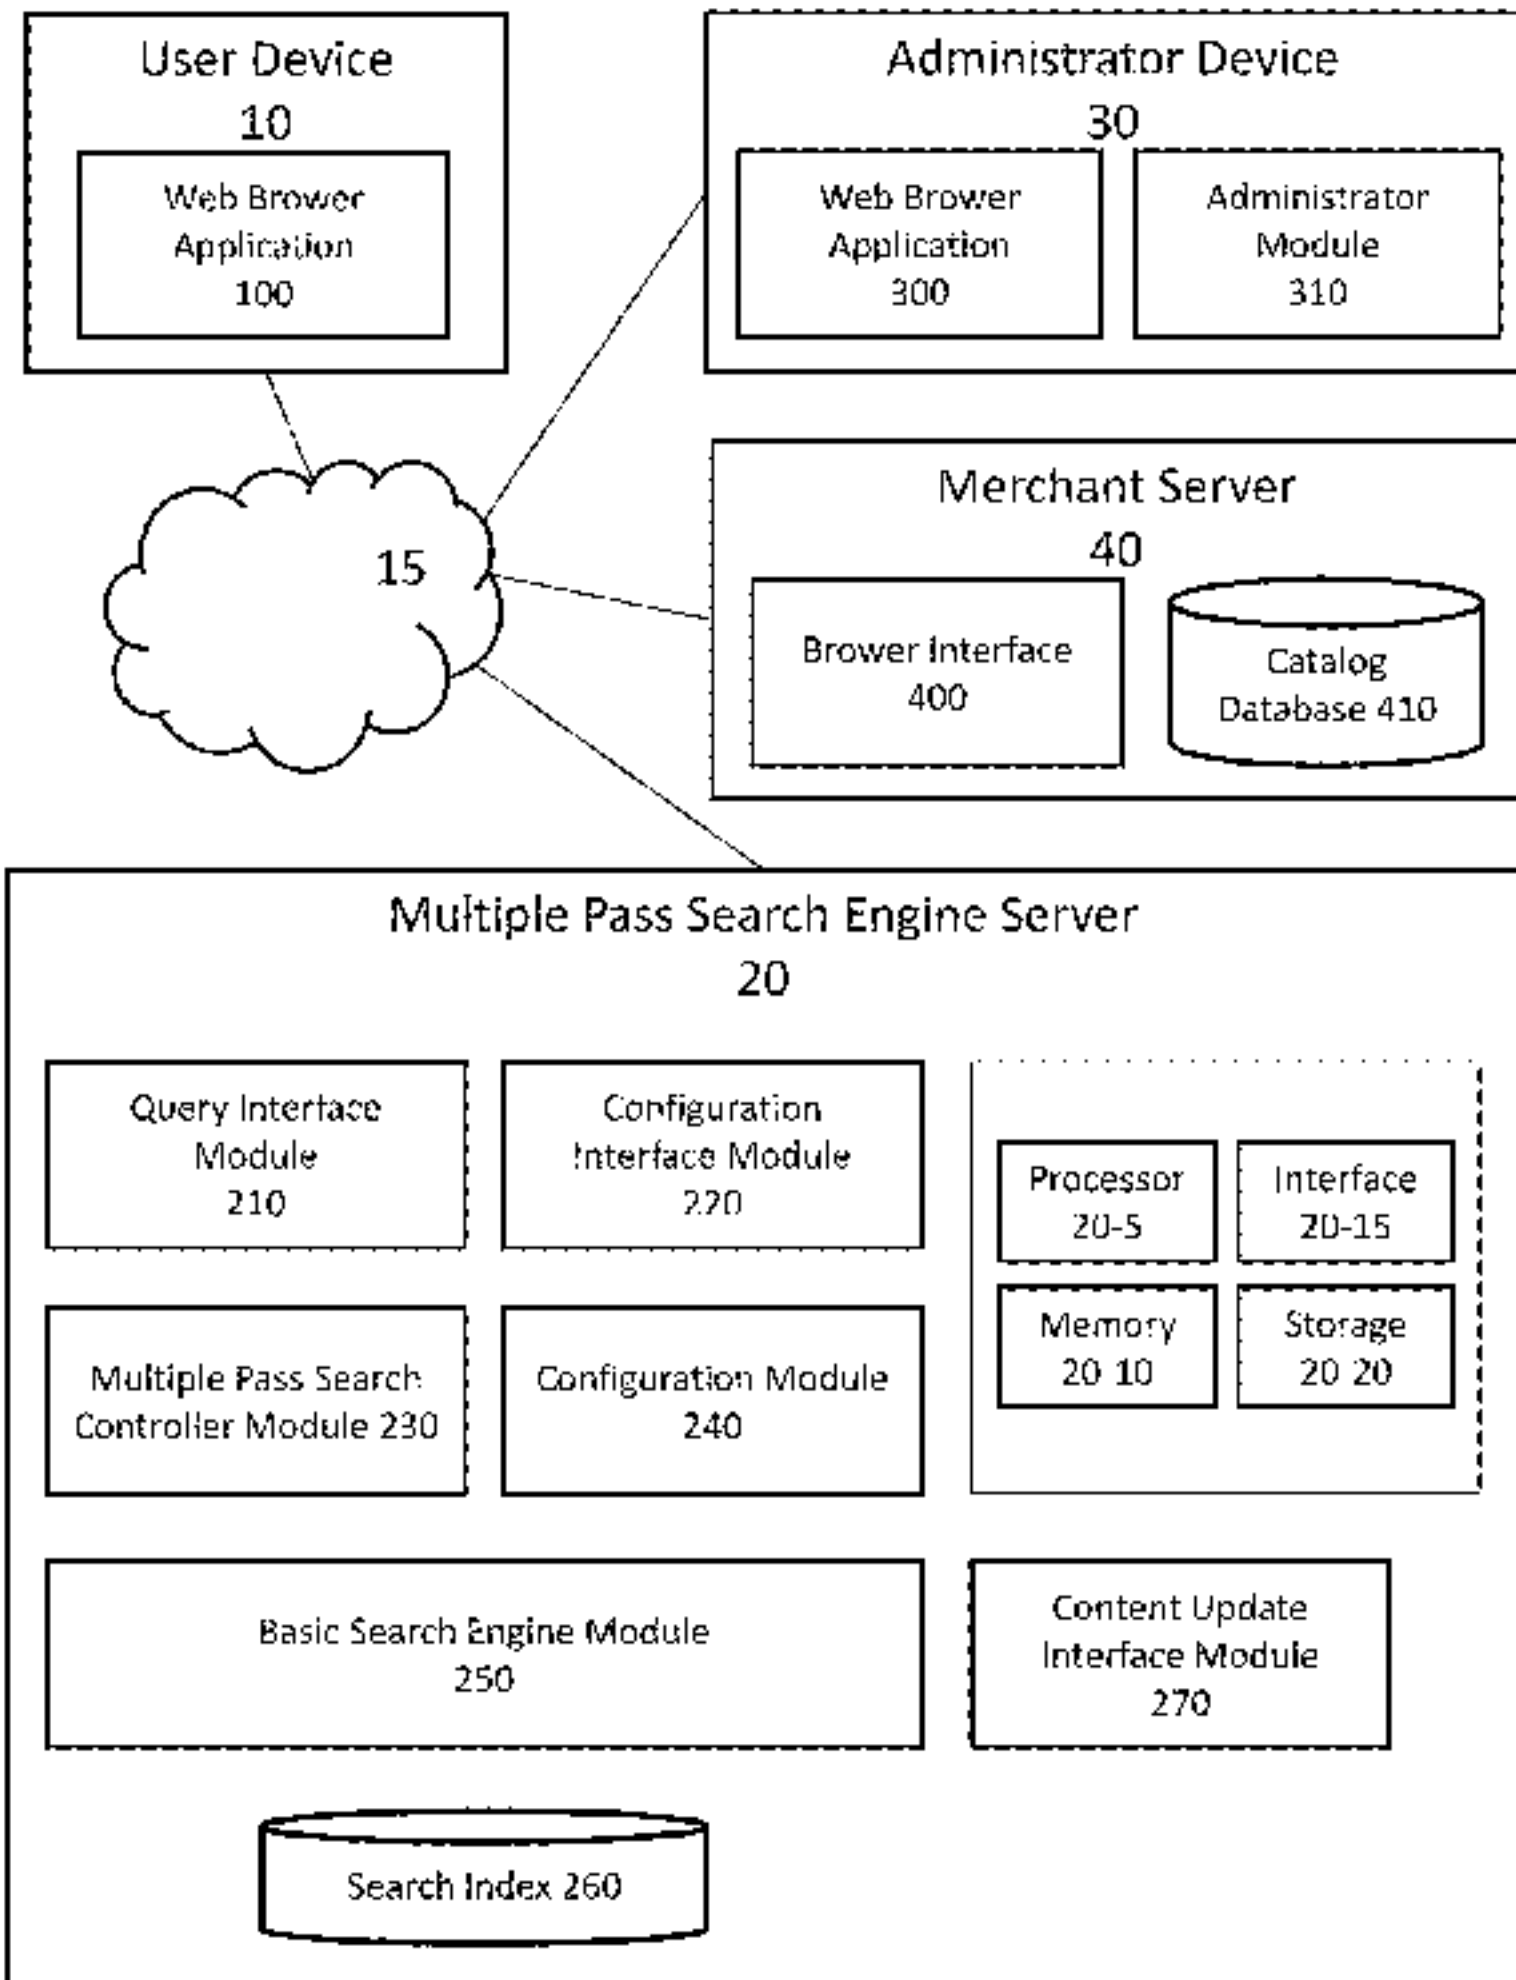 User Device
10
Web Brower
Application
100
Administrator Device
30
Web Brower
Application
300
Administrator
Module
310
15
Merchant Server
40
Brower Interface
400
Catalog
Database 410
Multiple Pass Search Engine Server
20
Query Interface
Module
210
Configuration
Interface Module
220
Processor
20-5
Interface
20-15
Memory
20-10
Storage
20-20
Multiple Pass Search
Controller Module 230
Configuration Module
240
Basic Search Engine Module
250
Content Update
Interface Module
270
Search Index 260